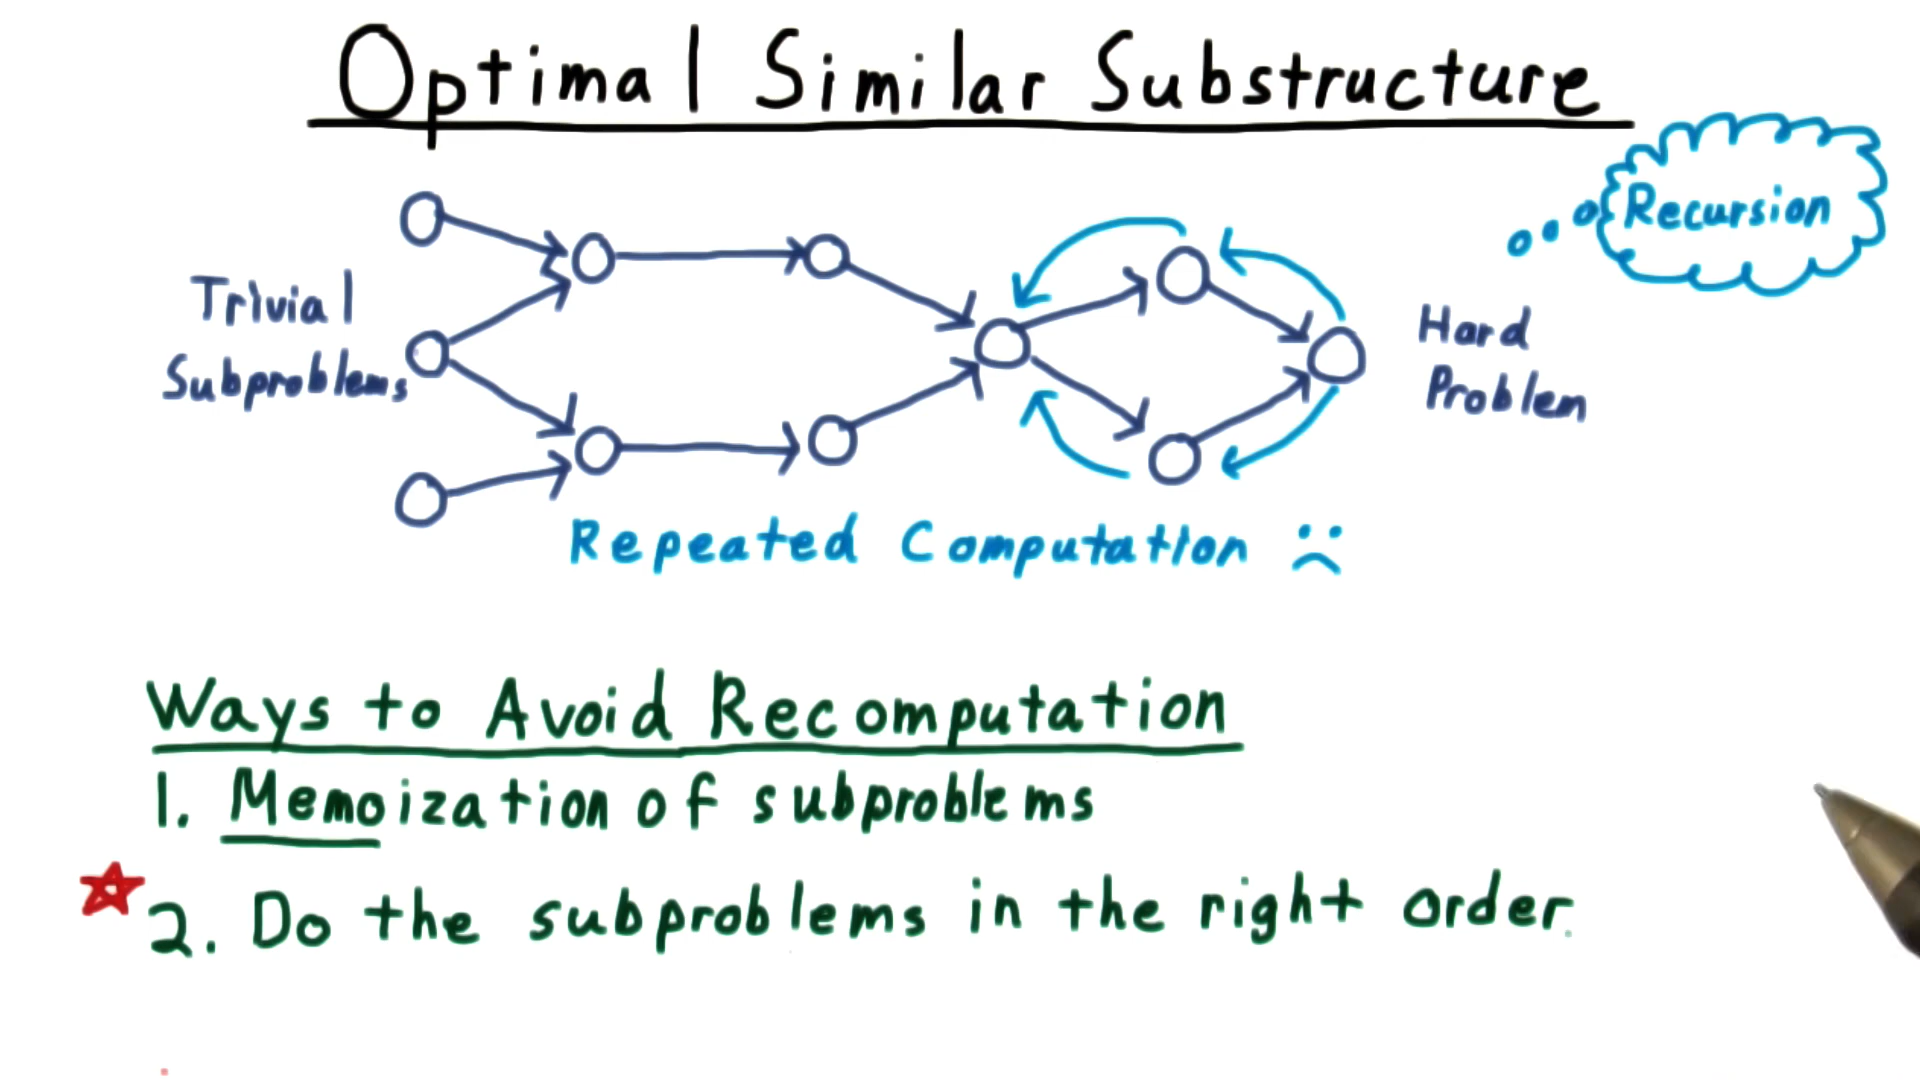 Optimal Similar Substructure
Recursion
Trivial
Subproblems
Hard
Problem
Repeated Computation :(
Ways to Avoid Recomputation
1. Memoization of subproblems
2. Do the subproblems in the right order.